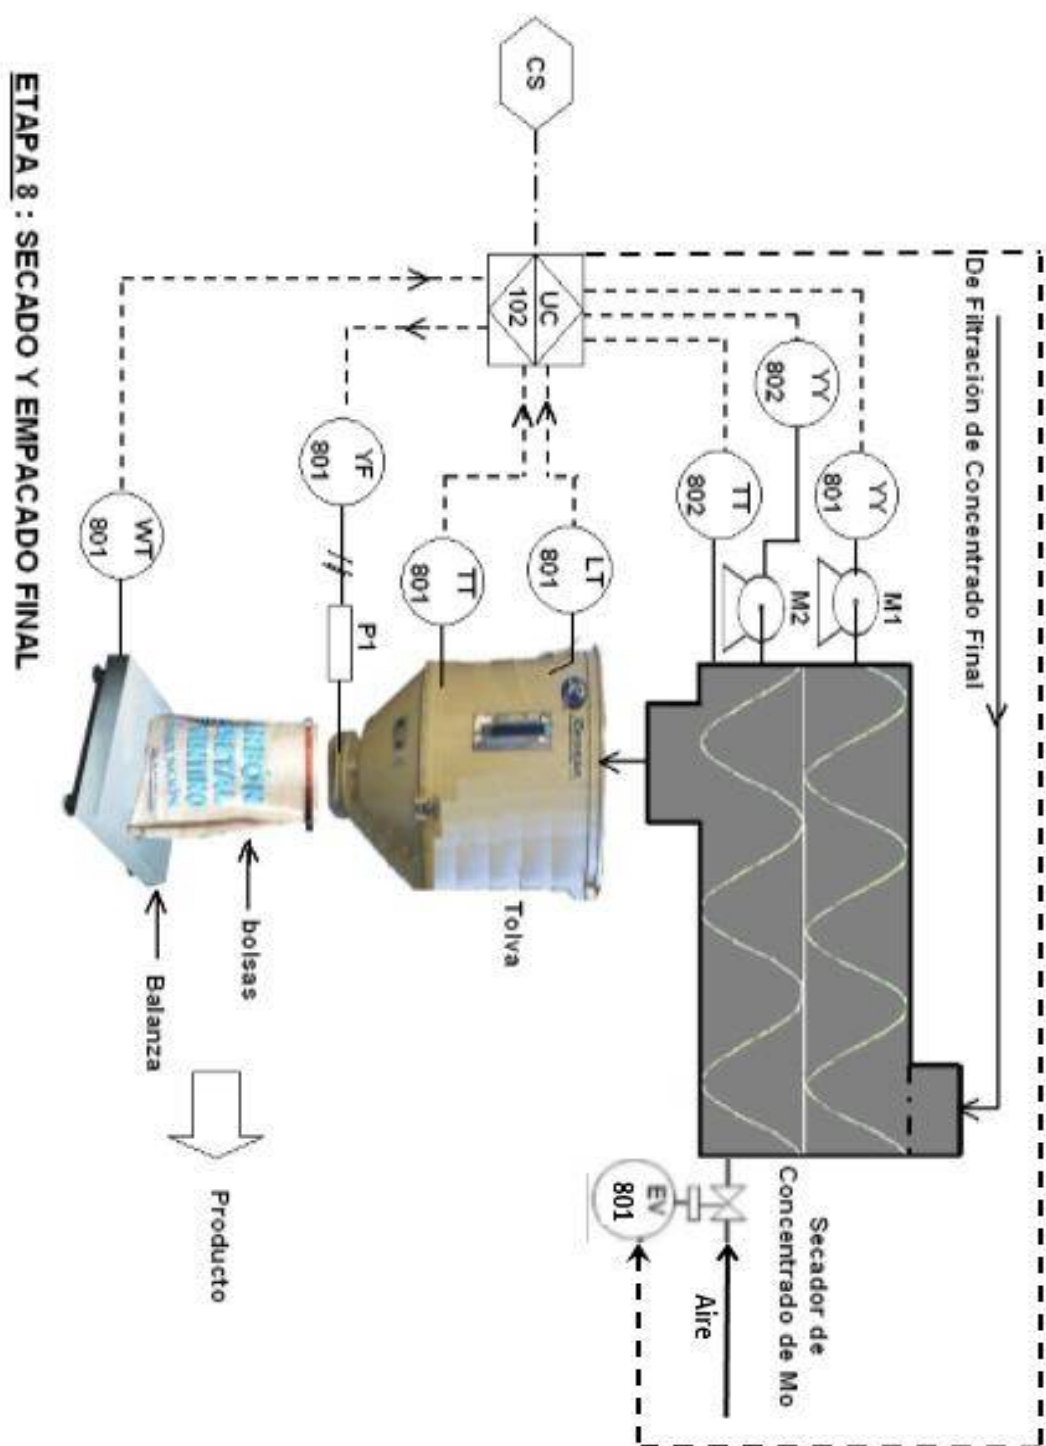 De Filtración de Concentrado Final
M1
YY
801
M2
YY
802
TT
802
Secador de
Concentrado de Mo
Aire
EV
801
CS
UC
102
LT
801
TT
801
Tolva
P1
YF
801
bolsas
Producto
WT
801
Balanza
ETAPA 8 : SECADO Y EMPACADO FINAL